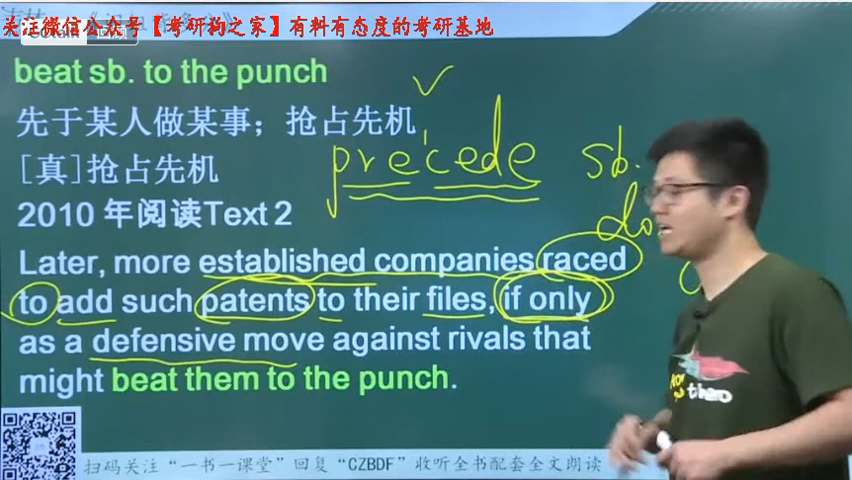 关注微信公众号【考研狗之家】有料有态度的考研基地
beat sb. to the punch
先于某人做某事；抢占先机
precede sb.
[真]抢占先机
2010 年阅读Text 2
do
Later, more established companies raced
to add such patents to their files, if only
as a defensive move against rivals that
might beat them to the punch.
扫码关注“一书一课堂”回复“CZBDF”收听全书配套全文朗读